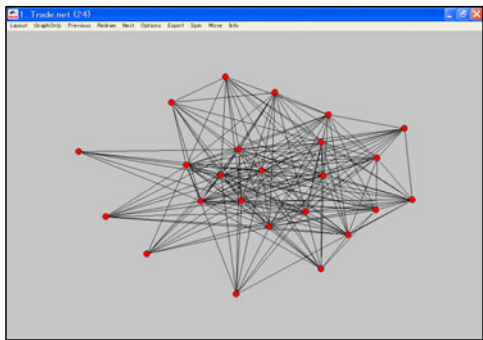 1. Trade.net (24)
Layout GraphOnly Previous Redraw Next Options Export Spin Move Info